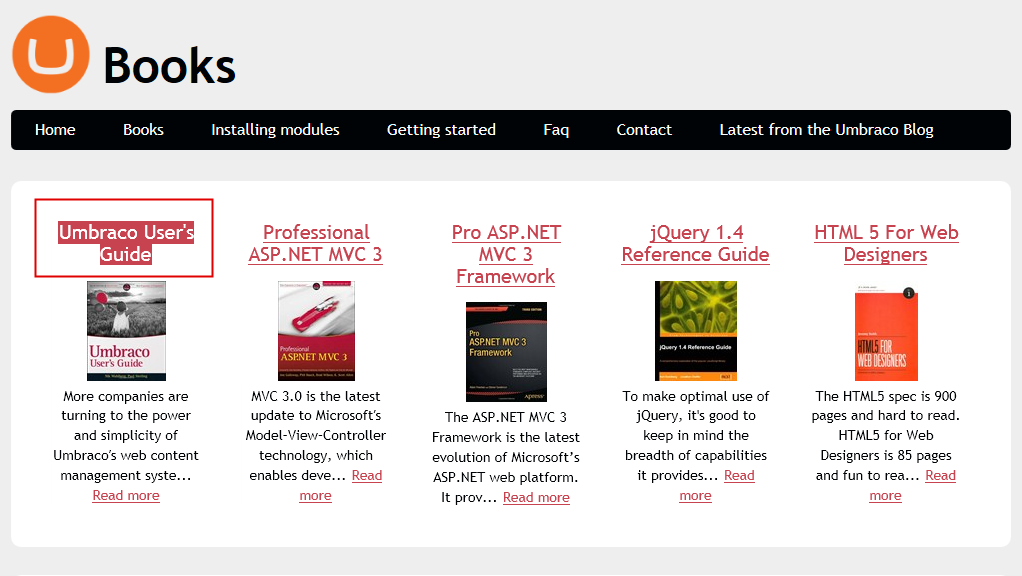 Books
Home Books Installing modules Getting started Faq Contact Latest from the Umbraco Blog
Umbraco User's
Guide
Umbraco
User's Guide
More companies are
turning to the power
and simplicity of
Umbraco's web content
management syste...
Read more
Professional
ASP.NET MVC 3
Professional
ASP.NET MVC 3
MVC 3.0 is the latest
update to Microsoft's
Model-View-Controller
technology, which
enables deve... Read
more
Pro ASP.NET
MVC 3
Framework
Pro
ASP.NET MVC 3
Framework
Apress
The ASP.NET MVC 3
Framework is the latest
evolution of Microsoft’s
ASP.NET web platform.
It prov... Read more
jQuery 1.4
Reference Guide
jQuery 1.4 Reference Guide
To make optimal use of
jQuery, it's good to
keep in mind the
breadth of capabilities
it provides... Read
more
HTML 5 For Web
Designers
HTML5 FOR
WEB DESIGNERS
The HTML5 spec is 900
pages and hard to read.
HTML5 for Web
Designers is 85 pages
and fun to rea... Read
more